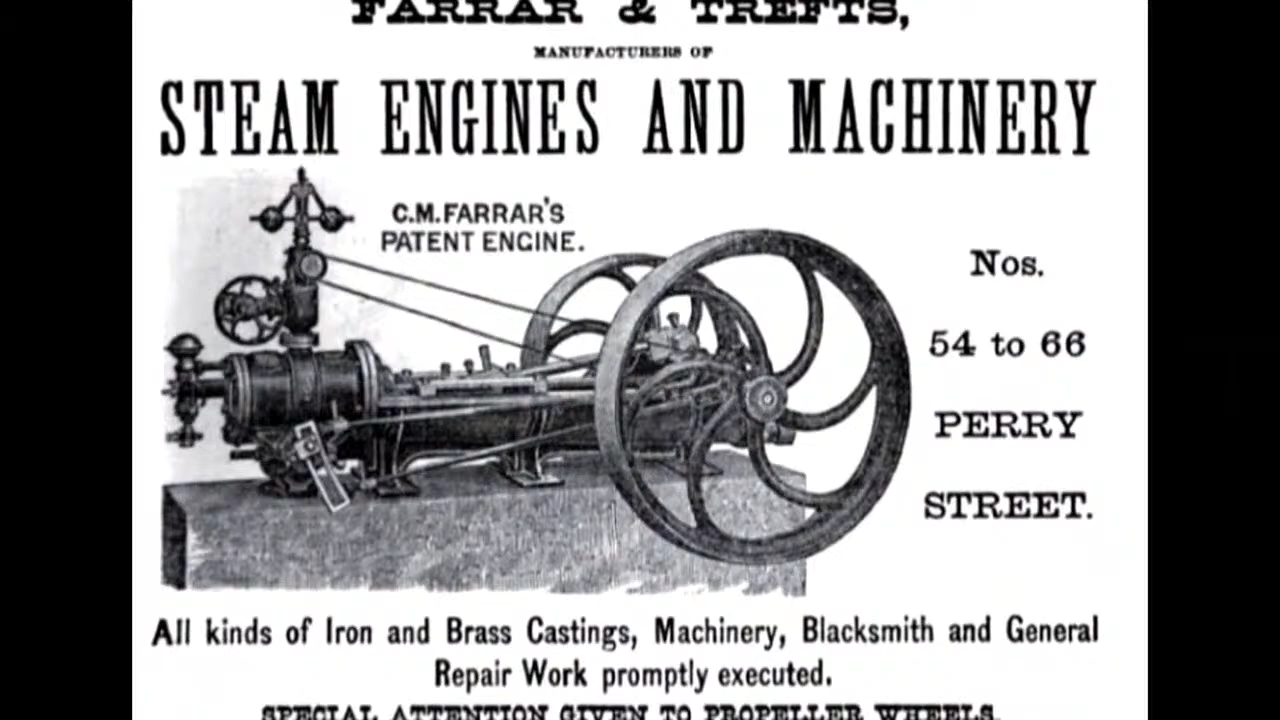 FARRAR & TREFTS,
MANUFACTURERS OF
STEAM ENGINES AND MACHINERY
C.M. FARRAR'S
PATENT ENGINE.
Nos.
54 to 66
PERRY
STREET.
All kinds of Iron and Brass Castings, Machinery, Blacksmith and General
Repair Work promptly executed.
SPECIAL ATTENTION GIVEN TO PROPELLER WHEELS.